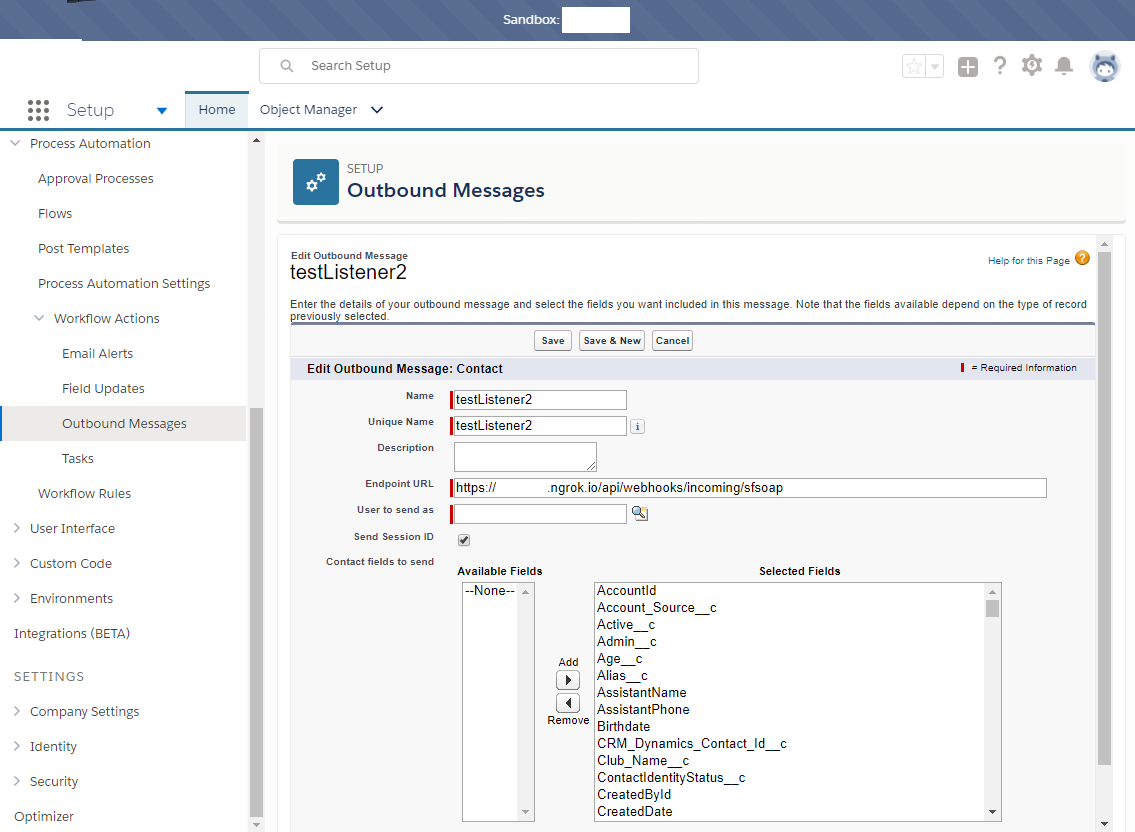 Sandbox:
Search Setup
Setup
Home
Object Manager
Process Automation
Approval Processes
Flows
Post Templates
Process Automation Settings
Workflow Actions
Email Alerts
Field Updates
Outbound Messages
Tasks
Workflow Rules
User Interface
Custom Code
Environments
Integrations (BETA)
SETTINGS
Company Settings
Identity
Security
Optimizer
SETUP
Outbound Messages
Edit Outbound Message
testListener2
Help for this Page ?
Enter the details of your outbound message and select the fields you want included in this message. Note that the fields available depend on the type of record
previously selected.
Save Save & New Cancel
Edit Outbound Message: Contact
= Required Information
Name testListener2
Unique Name testListener2 i
Description
Endpoint URL https:// .ngrok.io/api/webhooks/incoming/sfsoap
User to send as
Send Session ID
Contact fields to send
Available Fields
--None--
Add
Remove
Selected Fields
AccountId
Account_Source__c
Active__c
Admin__c
Age__c
Alias__c
AssistantName
AssistantPhone
Birthdate
CRM_Dynamics_Contact_Id__c
Club_Name__c
ContactIdentityStatus__c
CreatedById
CreatedDate